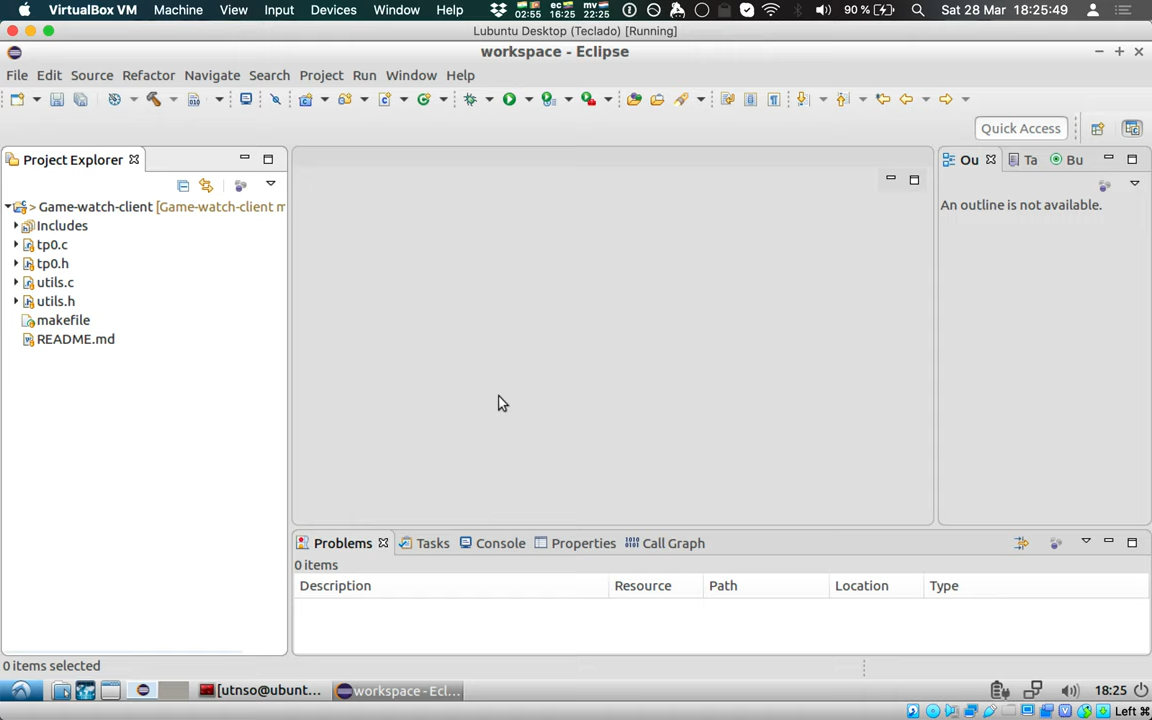 VirtualBox VM Machine View Input Devices Window Help 02:55 ec 16:25 mv 22:25 90 % Sat 28 Mar 18:25:49
Lubuntu Desktop (Teclado) [Running]
workspace - Eclipse
File Edit Source Refactor Navigate Search Project Run Window Help
Quick Access
Project Explorer
> Game-watch-client [Game-watch-client m
Includes
tp0.c
tp0.h
utils.c
utils.h
makefile
README.md
Ou Ta Bu
An outline is not available.
Problems Tasks Console Properties Call Graph
0 items
Description Resource Path Location Type
0 items selected
[utnso@ubunt... workspace - Ecl... 18:25
Left ⌘